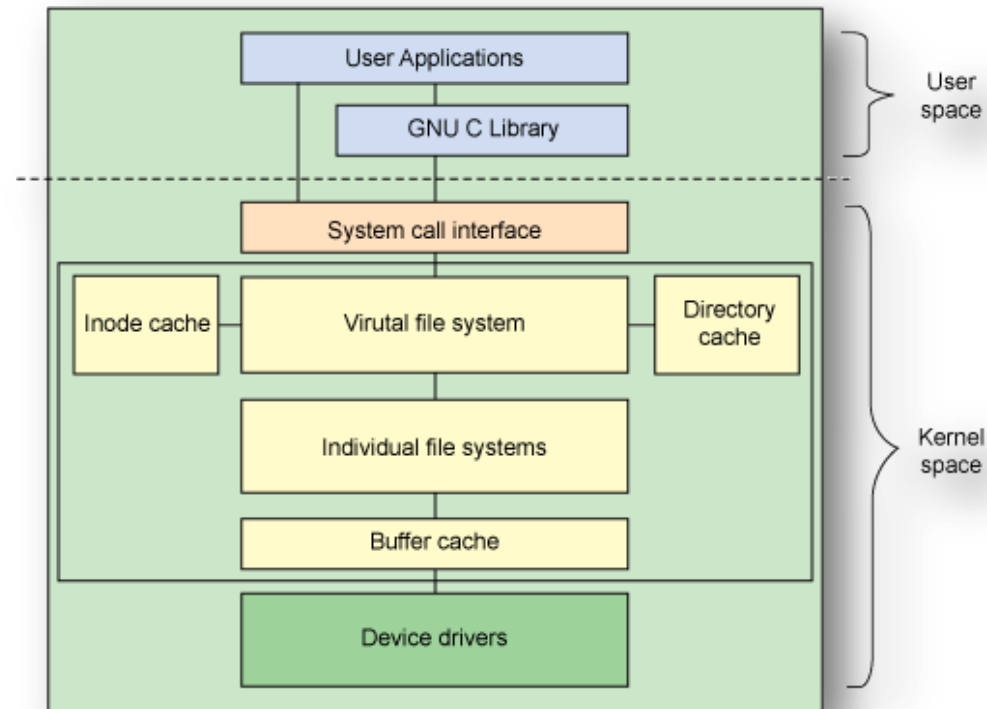 User Applications
User
space
GNU C Library
System call interface
Inode cache
Virutal file system
Directory
cache
Individual file systems
Kernel
space
Buffer cache
Device drivers